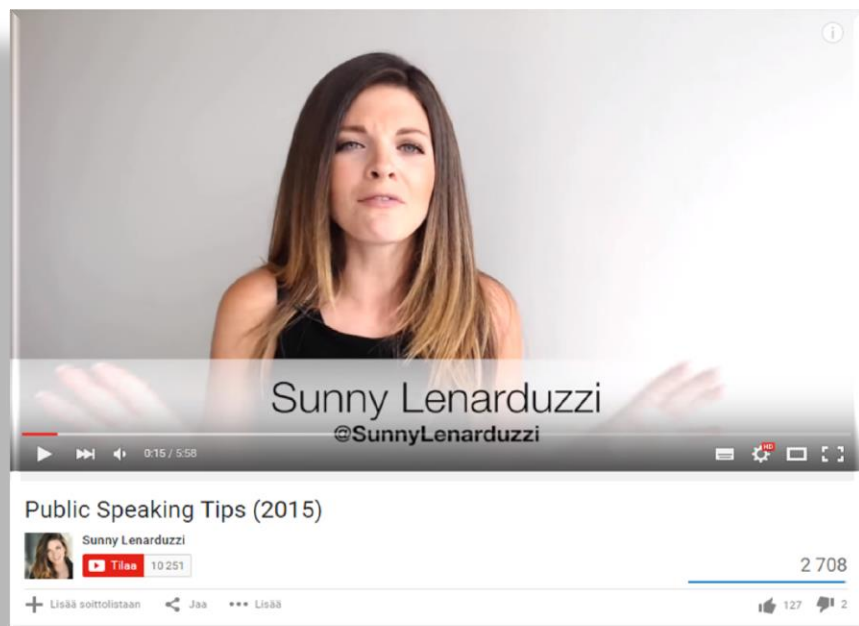 Sunny Lenarduzzi
@SunnyLenarduzzi
0:15 / 5:58
HD
Public Speaking Tips (2015)
Sunny Lenarduzzi
Tilaa 10 251
2 708
Lisää soittolistaan Jaa Lisää
127 2